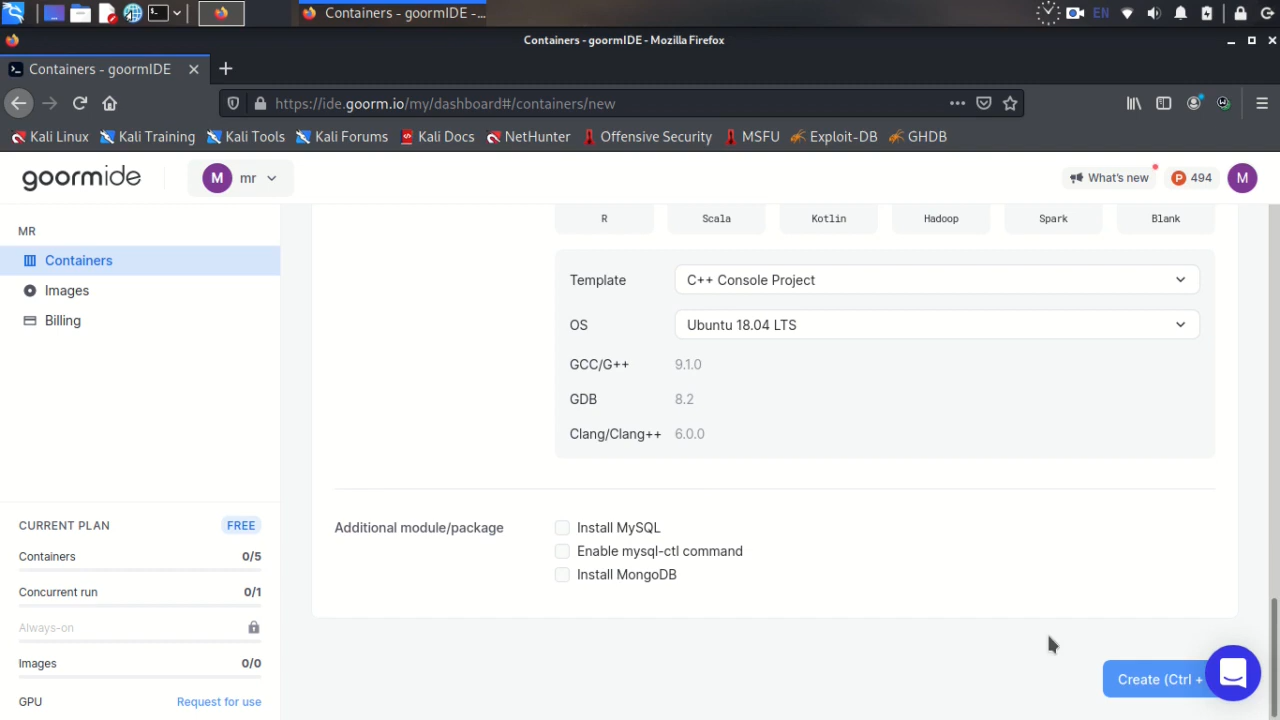 Containers - goormIDE -...
EN
Containers - goormIDE - Mozilla Firefox
Containers - goormIDE
https://ide.goorm.io/my/dashboard#/containers/new
Kali Linux Kali Training Kali Tools Kali Forums Kali Docs NetHunter Offensive Security MSFU Exploit-DB GHDB
goormide M mr What's new P 494 M
MR
Containers
Images
Billing
R Scala Kotlin Hadoop Spark Blank
Template C++ Console Project
OS Ubuntu 18.04 LTS
GCC/G++ 9.1.0
GDB 8.2
Clang/Clang++ 6.0.0
Additional module/package
Install MySQL
Enable mysql-ctl command
Install MongoDB
CURRENT PLAN FREE
Containers 0/5
Concurrent run 0/1
Always-on
Images 0/0
GPU Request for use
Create (Ctrl +